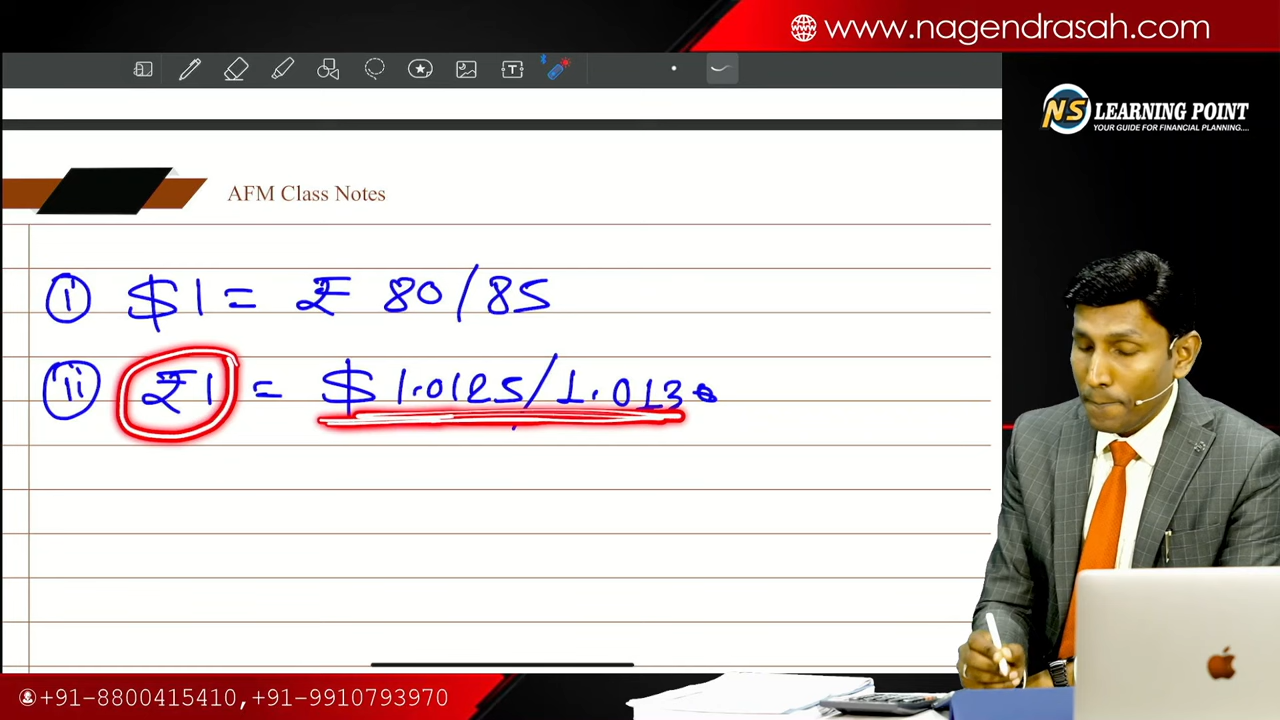 www.nagendrasah.com
NS LEARNING POINT
YOUR GUIDE FOR FINANCIAL PLANNING....
AFM Class Notes
(i) $1 = ₹ 80/85
(ii) ₹1 = $ 1.0125/1.0130
+91-8800415410,+91-9910793970